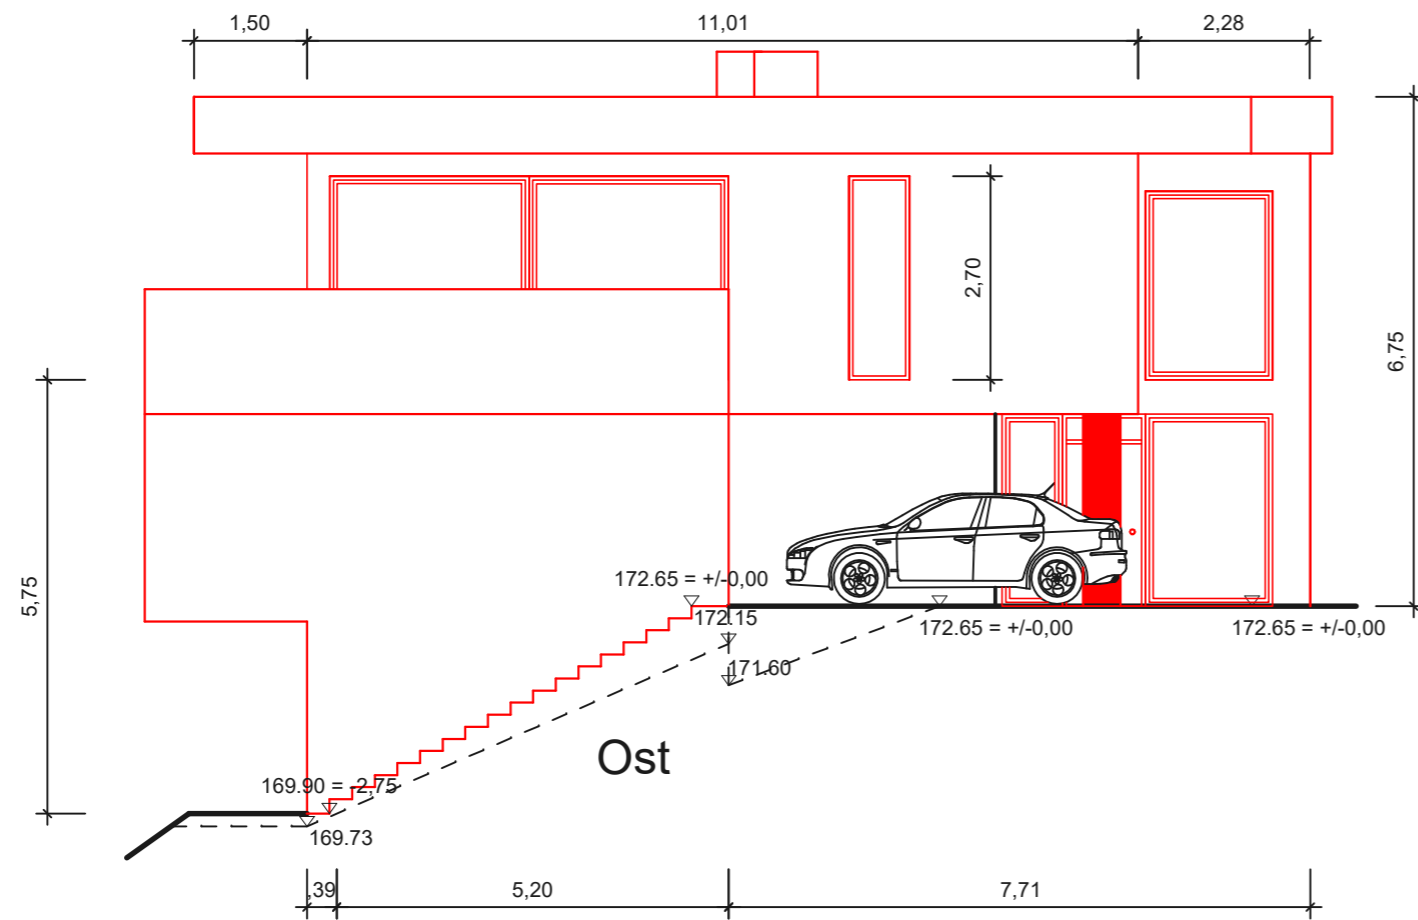 1,50 11,01 2,28
2,70
6,75
5,75
172.65 = +/-0,00
172.15
172.65 = +/-0,00 172.65 = +/-0,00
171.60
Ost
169.90 = -2,75
169.73
,39 5,20 7,71